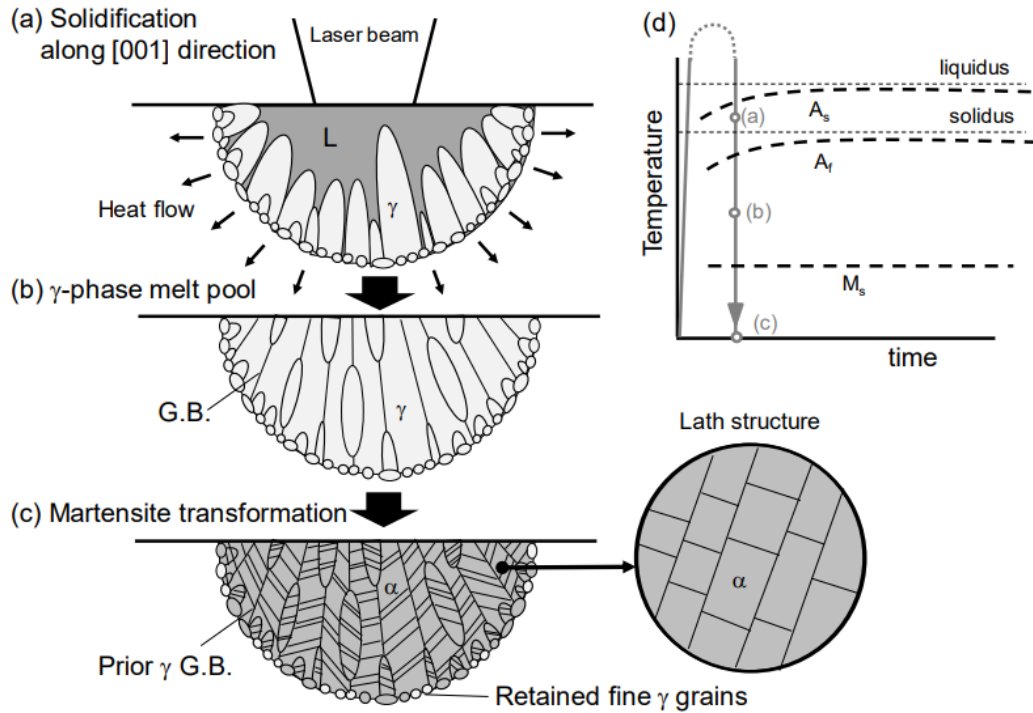 (a) Solidification
along [001] direction
Laser beam
L
γ
Heat flow
(b) γ-phase melt pool
G.B.
γ
(c) Martensite transformation
α
Prior γ G.B.
Retained fine γ grains
(d)
Temperature
liquidus
Aₛ
(a)
solidus
A_f
(b)
Mₛ
(c)
time
Lath structure
α